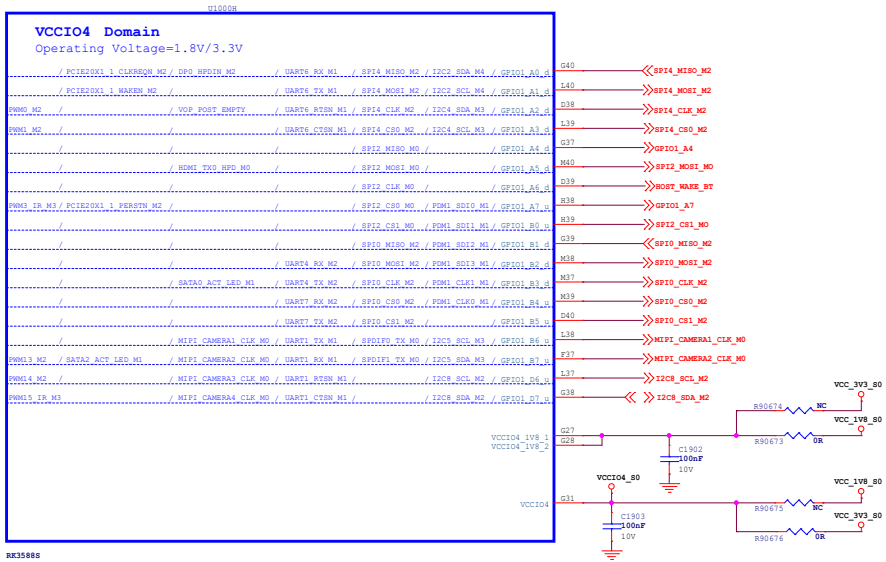 U1000H
VCCIO4 Domain
Operating Voltage=1.8V/3.3V
/ PCIE20X1_1_CLKREQN_M2 / DP0_HPDIN_M2 / UART6_RX_M1 / SPI4_MISO_M2 / I2C2_SDA_M4 / GPIO1_A0_d G40 SPI4_MISO_M2
/ PCIE20X1_1_WAKEN_M2 / / UART6_TX_M1 / SPI4_MOSI_M2 / I2C2_SCL_M4 / GPIO1_A1_d L40 SPI4_MOSI_M2
PWM0_M2 / / VOP_POST_EMPTY / UART6_RTSN_M1 / SPI4_CLK_M2 / I2C4_SDA_M3 / GPIO1_A2_d D38 SPI4_CLK_M2
PWM1_M2 / / / UART6_CTSN_M1 / SPI4_CS0_M2 / I2C4_SCL_M3 / GPIO1_A3_d L39 SPI4_CS0_M2
/ / / / SPI2_MISO_M0 / / GPIO1_A4_d G37 GPIO1_A4
/ / HDMI_TX0_HPD_M0 / / SPI2_MOSI_M0 / / GPIO1_A5_d M40 SPI2_MOSI_M0
/ / / / SPI2_CLK_M0 / / GPIO1_A6_d D39 HOST_WAKE_BT
PWM3_IR_M3 / PCIE20X1_1_PERSTN_M2 / / / SPI2_CS0_M0 / PDM1_SDI0_M1 / GPIO1_A7_u H38 GPIO1_A7
/ / / / SPI2_CS1_M0 / PDM1_SDI1_M1 / GPIO1_B0_u H39 SPI2_CS1_M0
/ / / / SPI0_MISO_M2 / PDM1_SDI2_M1 / GPIO1_B1_d G39 SPI0_MISO_M2
/ / / UART4_RX_M2 / SPI0_MOSI_M2 / PDM1_SDI3_M1 / GPIO1_B2_d M38 SPI0_MOSI_M2
/ / SATA0_ACT_LED_M1 / UART4_TX_M2 / SPI0_CLK_M2 / PDM1_CLK1_M1 / GPIO1_B3_d M37 SPI0_CLK_M2
/ / / UART7_RX_M2 / SPI0_CS0_M2 / PDM1_CLK0_M1 / GPIO1_B4_u M39 SPI0_CS0_M2
/ / / UART7_TX_M2 / SPI0_CS1_M2 / / GPIO1_B5_u D40 SPI0_CS1_M2
/ / MIPI_CAMERA1_CLK_M0 / UART1_TX_M1 / SPDIF0_TX_M0 / I2C5_SCL_M3 / GPIO1_B6_u L38 MIPI_CAMERA1_CLK_M0
PWM13_M2 / SATA2_ACT_LED_M1 / MIPI_CAMERA2_CLK_M0 / UART1_RX_M1 / SPDIF1_TX_M0 / I2C5_SDA_M3 / GPIO1_B7_u F37 MIPI_CAMERA2_CLK_M0
PWM14_M2 / / MIPI_CAMERA3_CLK_M0 / UART1_RTSN_M1 / / I2C8_SCL_M2 / GPIO1_D6_u L37 I2C8_SCL_M2
PWM15_IR_M3 / MIPI_CAMERA4_CLK_M0 / UART1_CTSN_M1 / / I2C8_SDA_M2 / GPIO1_D7_u G38 I2C8_SDA_M2
VCC_3V3_S0
R90674 NC
VCC_1V8_S0
VCCIO4_1V8_1 G27
VCCIO4_1V8_2 G28
R90673 0R
C1902
100nF
10V
VCCIO4_S0
VCC_1V8_S0
VCCIO4 G31
R90675 NC
VCC_3V3_S0
C1903
100nF
10V
R90676 0R
RK3588S